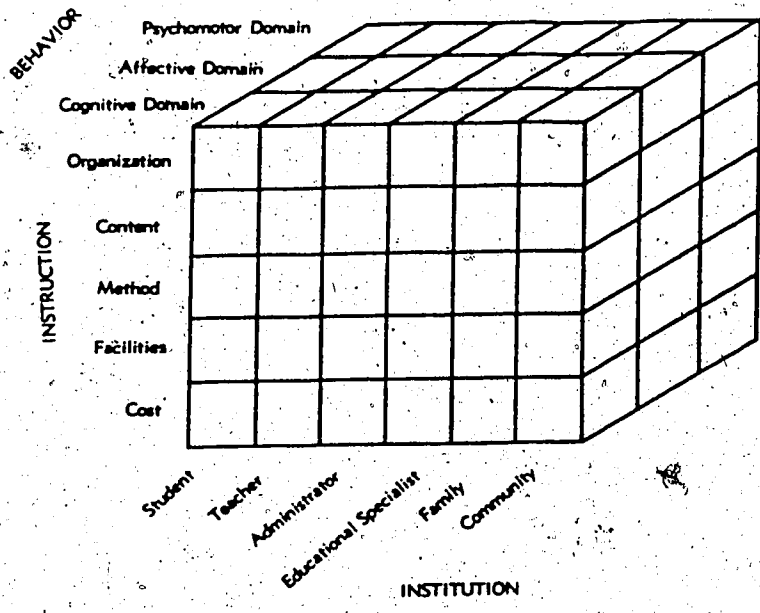 BEHAVIOR
Psychomotor Domain
Affective Domain
Cognitive Domain
INSTRUCTION
Organization
Content
Method
Facilities
Cost
Student
Teacher
Administrator
Educational Specialist
Family
Community
INSTITUTION